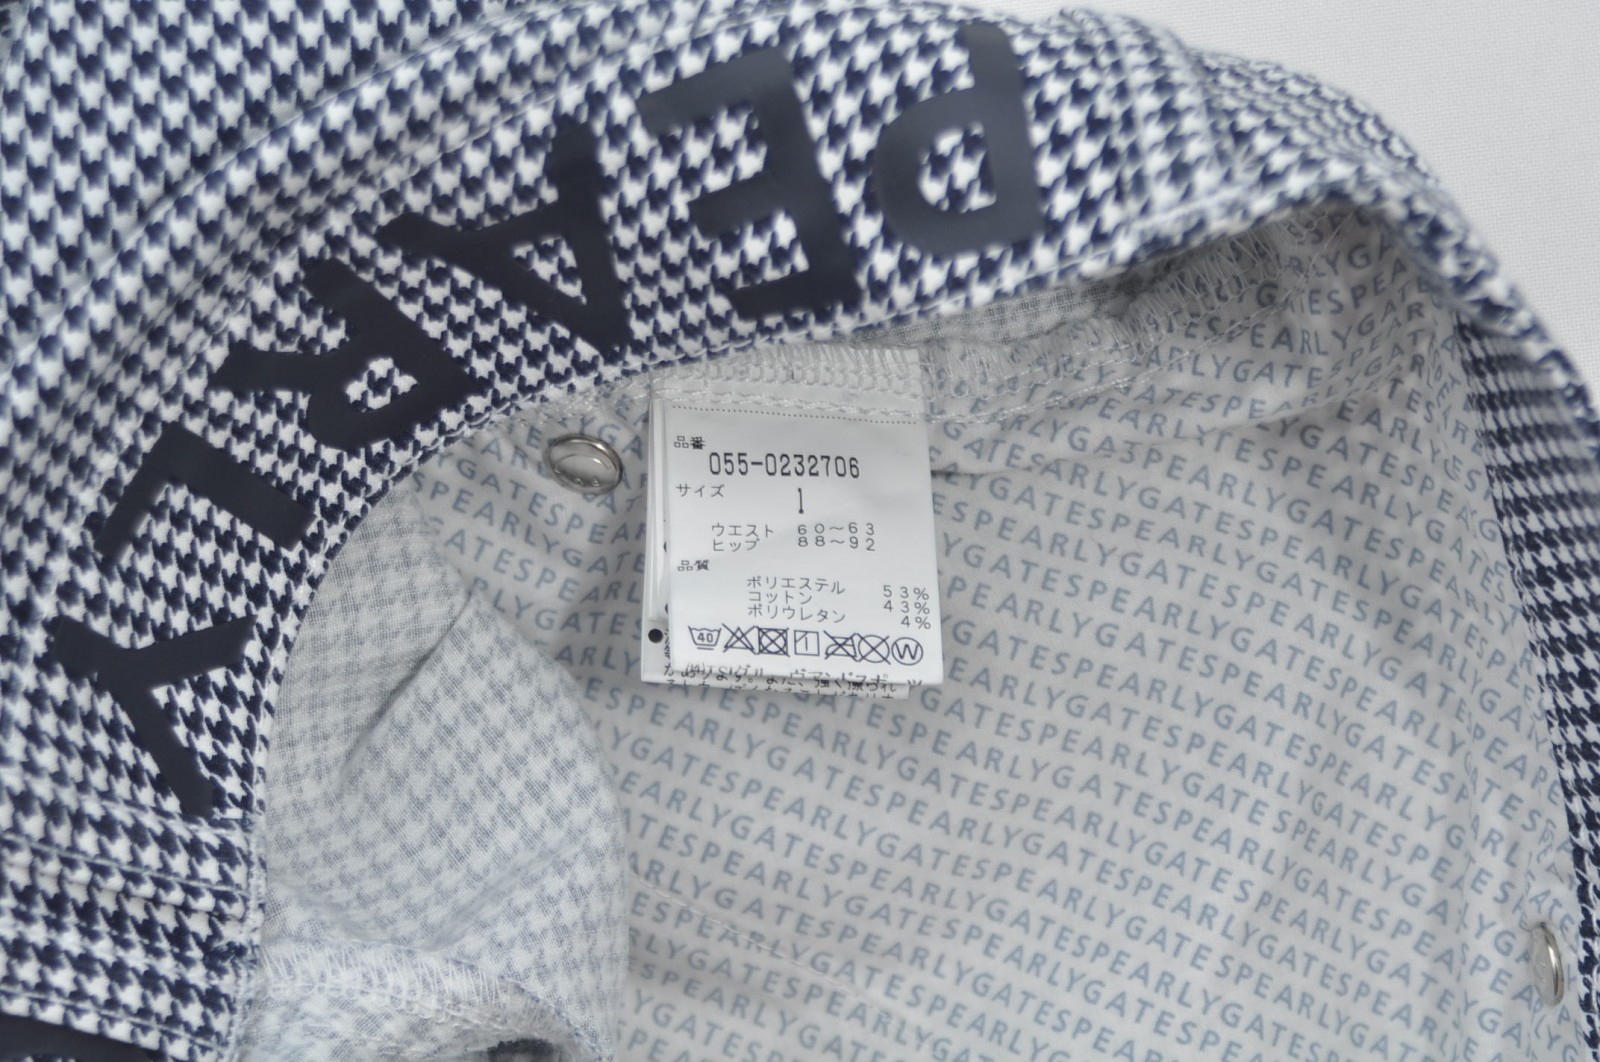 PEARLY
品番
055-0232706
サイズ
1
ウエスト 60～63
ヒップ 88～92
品質
ポリエステル 53%
コットン 43%
ポリウレタン 4%
40
W
PEARLYGATES